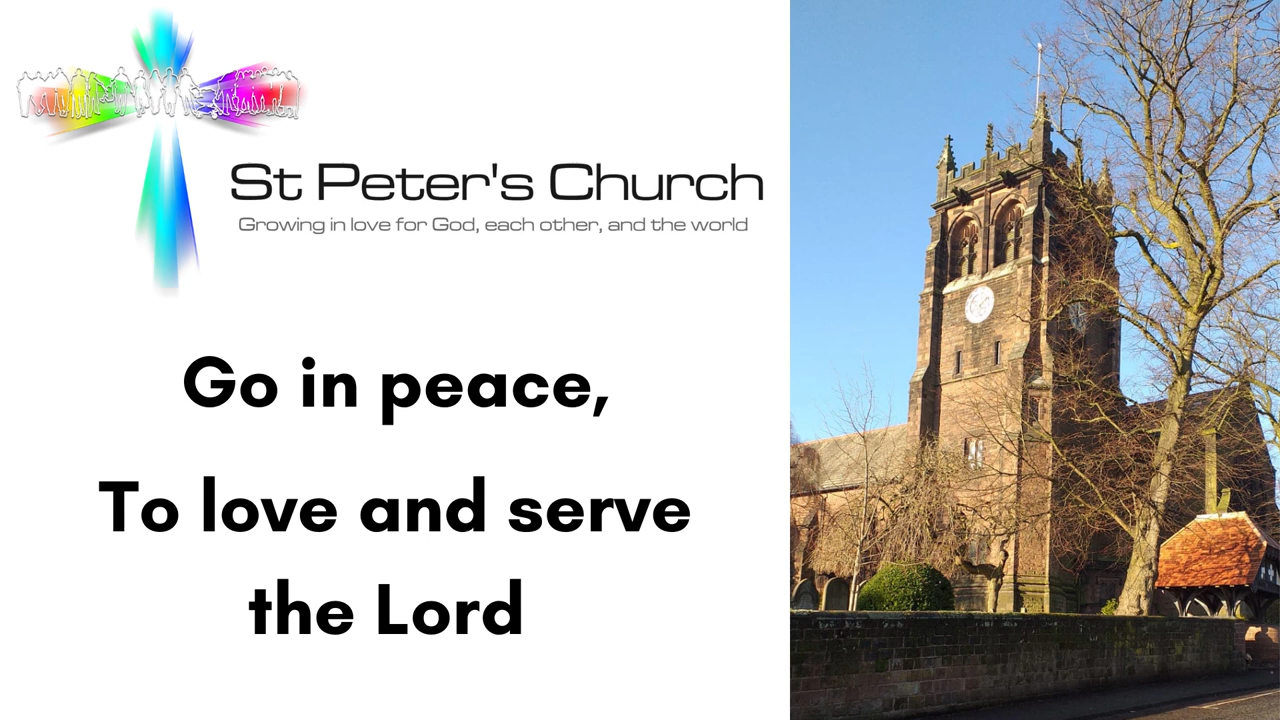 St Peter's Church
Growing in love for God, each other, and the world
Go in peace,
To love and serve
the Lord